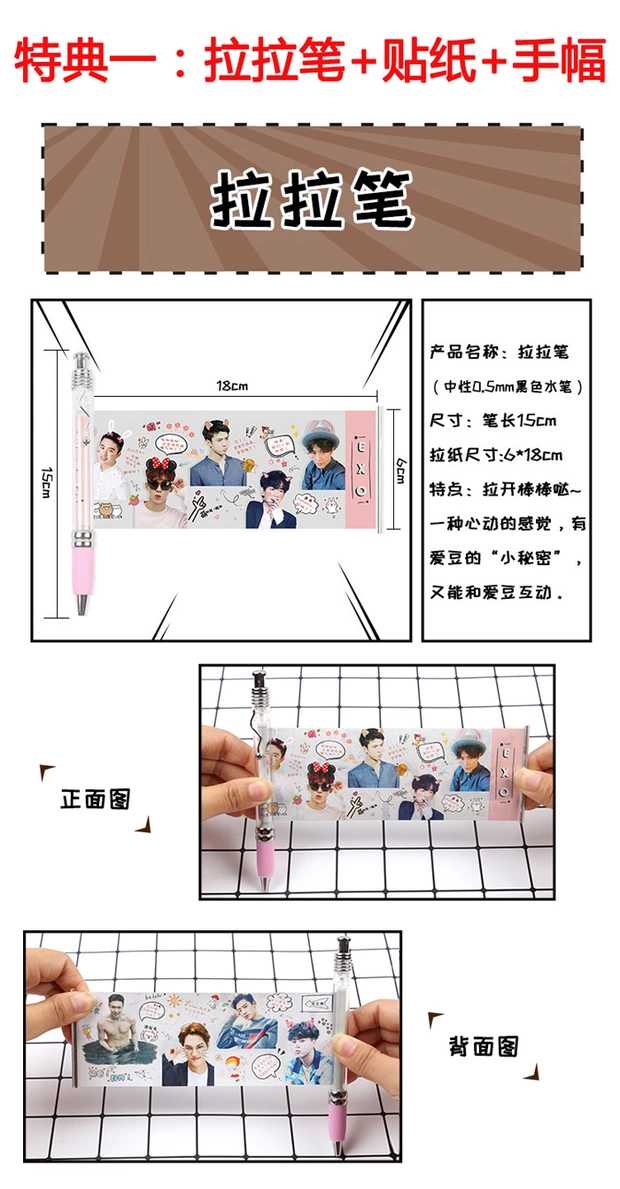 特典一：拉拉笔+贴纸+手幅
拉拉笔
18cm
15cm
6cm
EXO
产品名称：拉拉笔
（中性0.5mm黑色水笔）
尺寸：笔长15cm
拉纸尺寸:6*18cm
特点：拉开棒棒哒~
一种心动的感觉，有
爱豆的“小秘密”，
又能和爱豆互动.
正面图
EXO
背面图